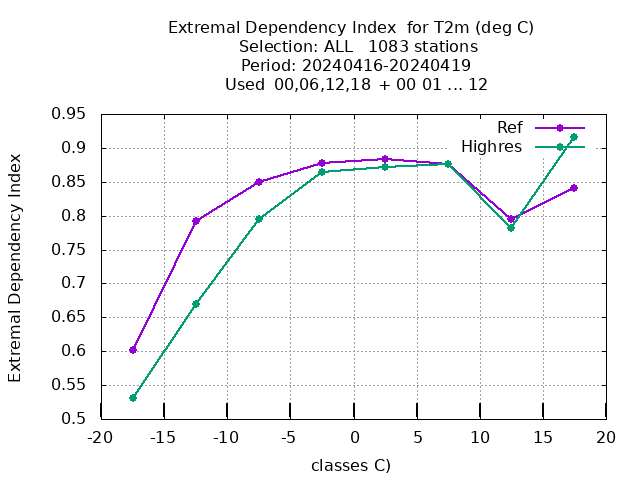 Extremal Dependency Index  for T2m (deg C)
Selection: ALL   1083 stations
Period: 20240416-20240419
Used  00,06,12,18 + 00 01 ... 12
Ref
Highres
Extremal Dependency Index
0.95
0.9
0.85
0.8
0.75
0.7
0.65
0.6
0.55
0.5
-20 -15 -10 -5 0 5 10 15 20
classes C)